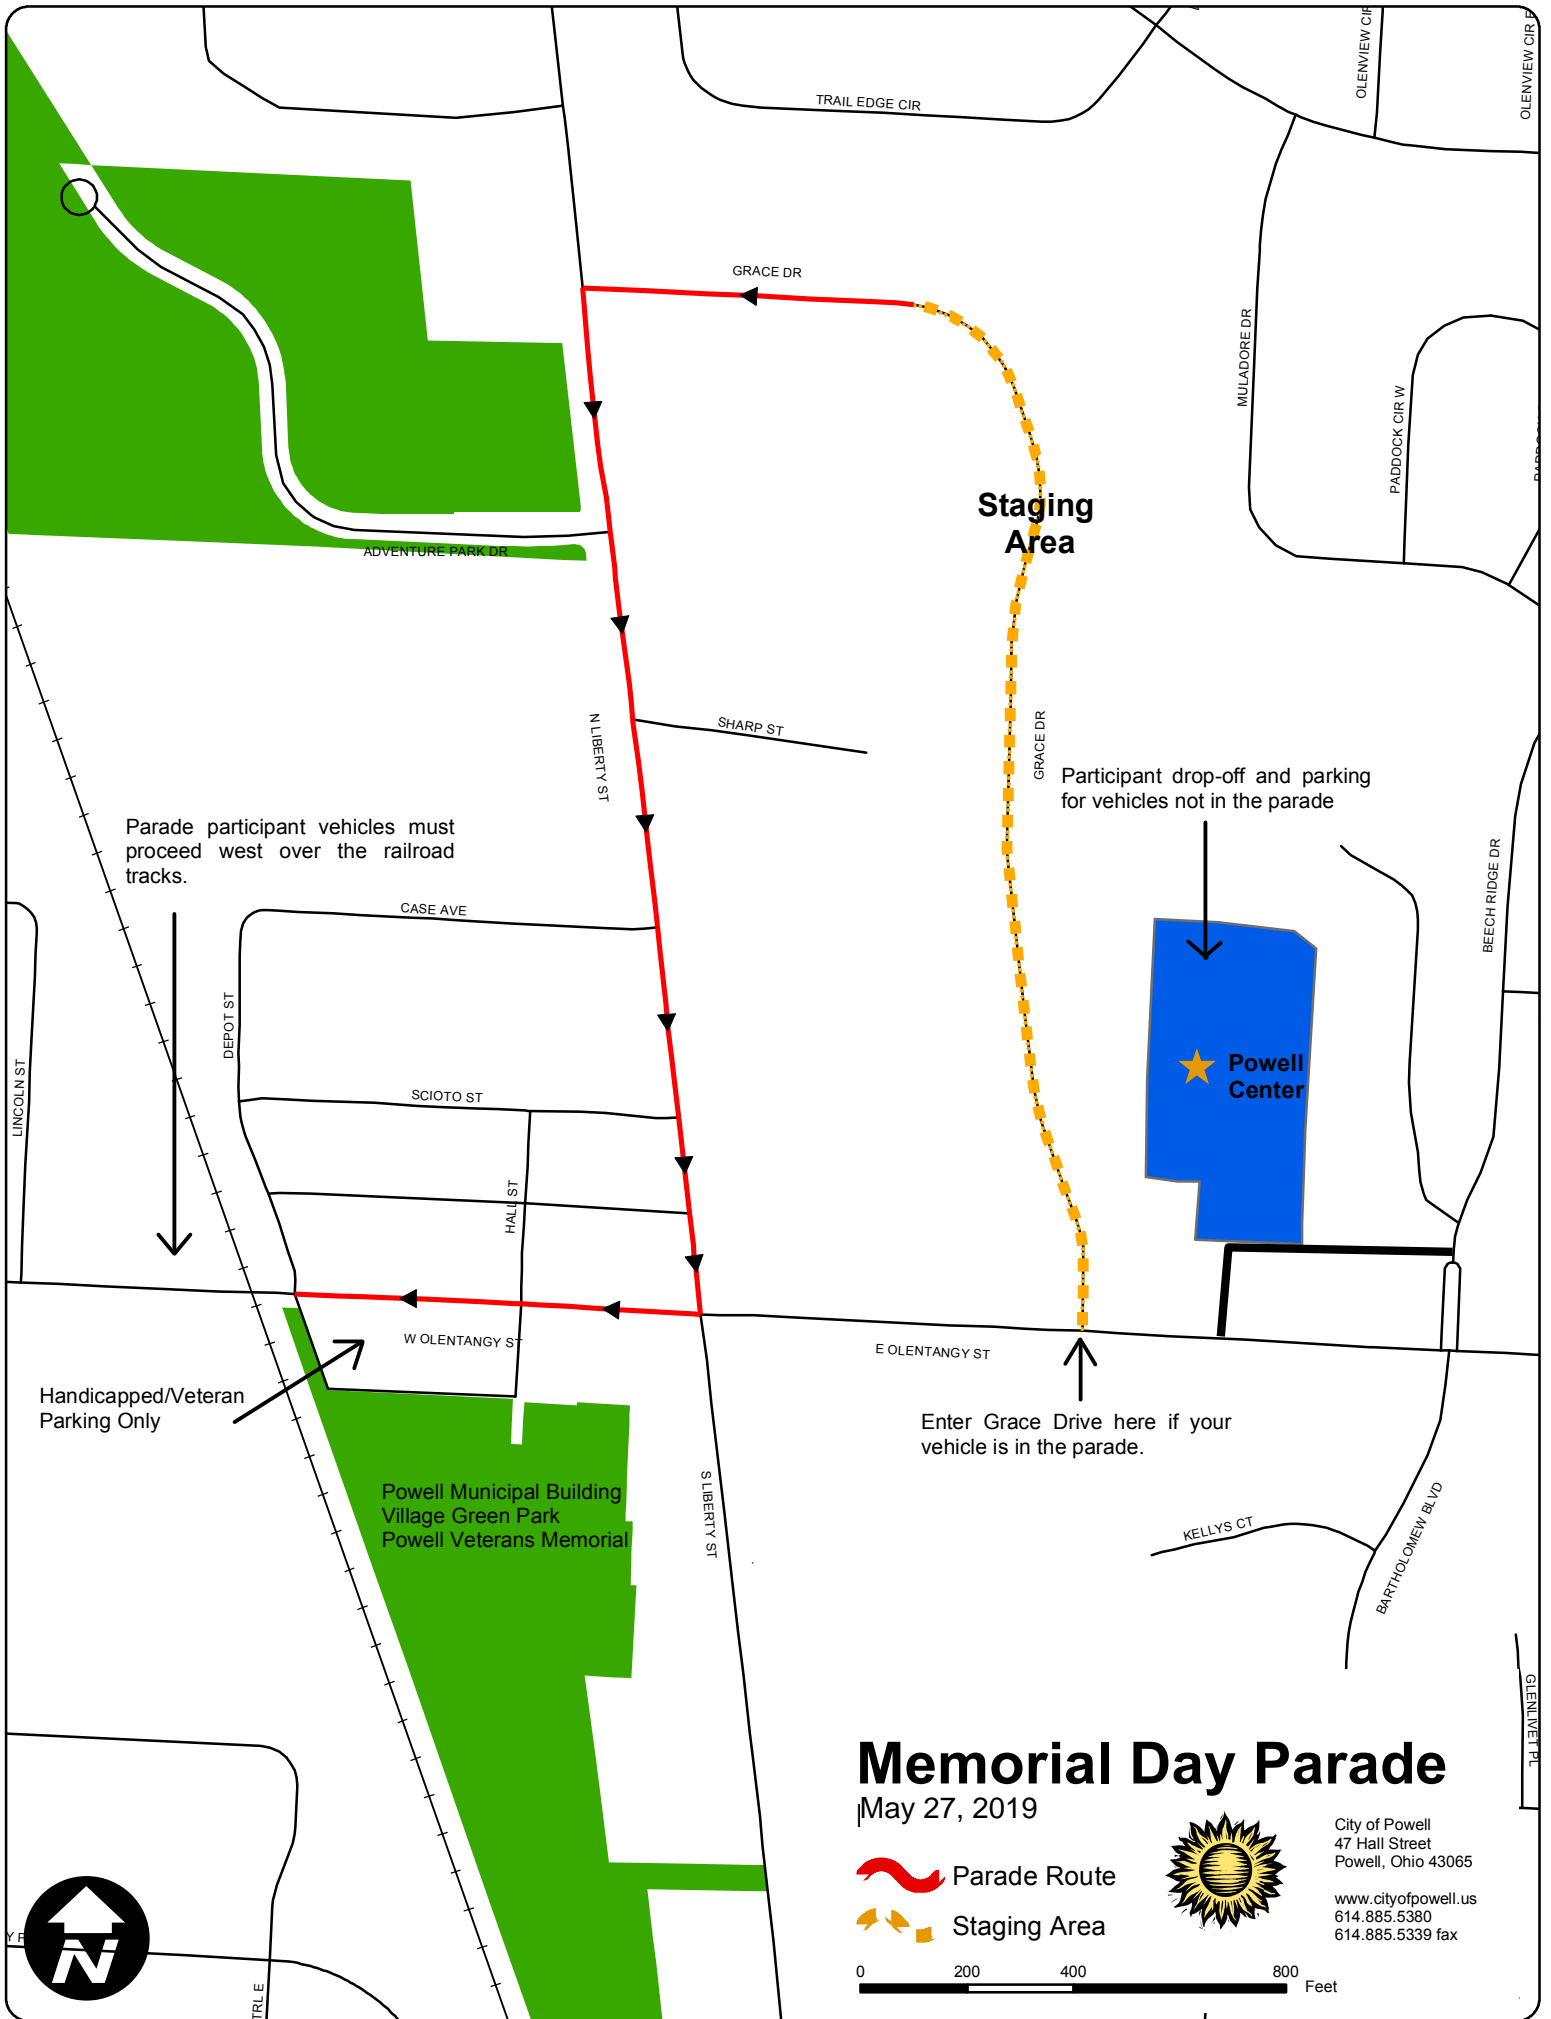 TRAIL EDGE CIR
OLENVIEW CIR
OLENVIEW CIR E
GRACE DR
MULADORE DR
PADDOCK CIR W
Staging
Area
ADVENTURE PARK DR
N LIBERTY ST
SHARP ST
GRACE DR
Participant drop-off and parking
for vehicles not in the parade
Parade participant vehicles must
proceed west over the railroad
tracks.
BEECH RIDGE DR
CASE AVE
DEPOT ST
LINCOLN ST
Powell
Center
SCIOTO ST
HALL ST
W OLENTANGY ST
E OLENTANGY ST
Handicapped/Veteran
Parking Only
Enter Grace Drive here if your
vehicle is in the parade.
Powell Municipal Building
Village Green Park
Powell Veterans Memorial
S LIBERTY ST
KELLYS CT
BARTHOLOMEW BLVD
GLENLIVET PL
Memorial Day Parade
May 27, 2019
Parade Route
Staging Area
City of Powell
47 Hall Street
Powell, Ohio 43065
www.cityofpowell.us
614.885.5380
614.885.5339 fax
0 200 400 800
Feet
N
TRL E